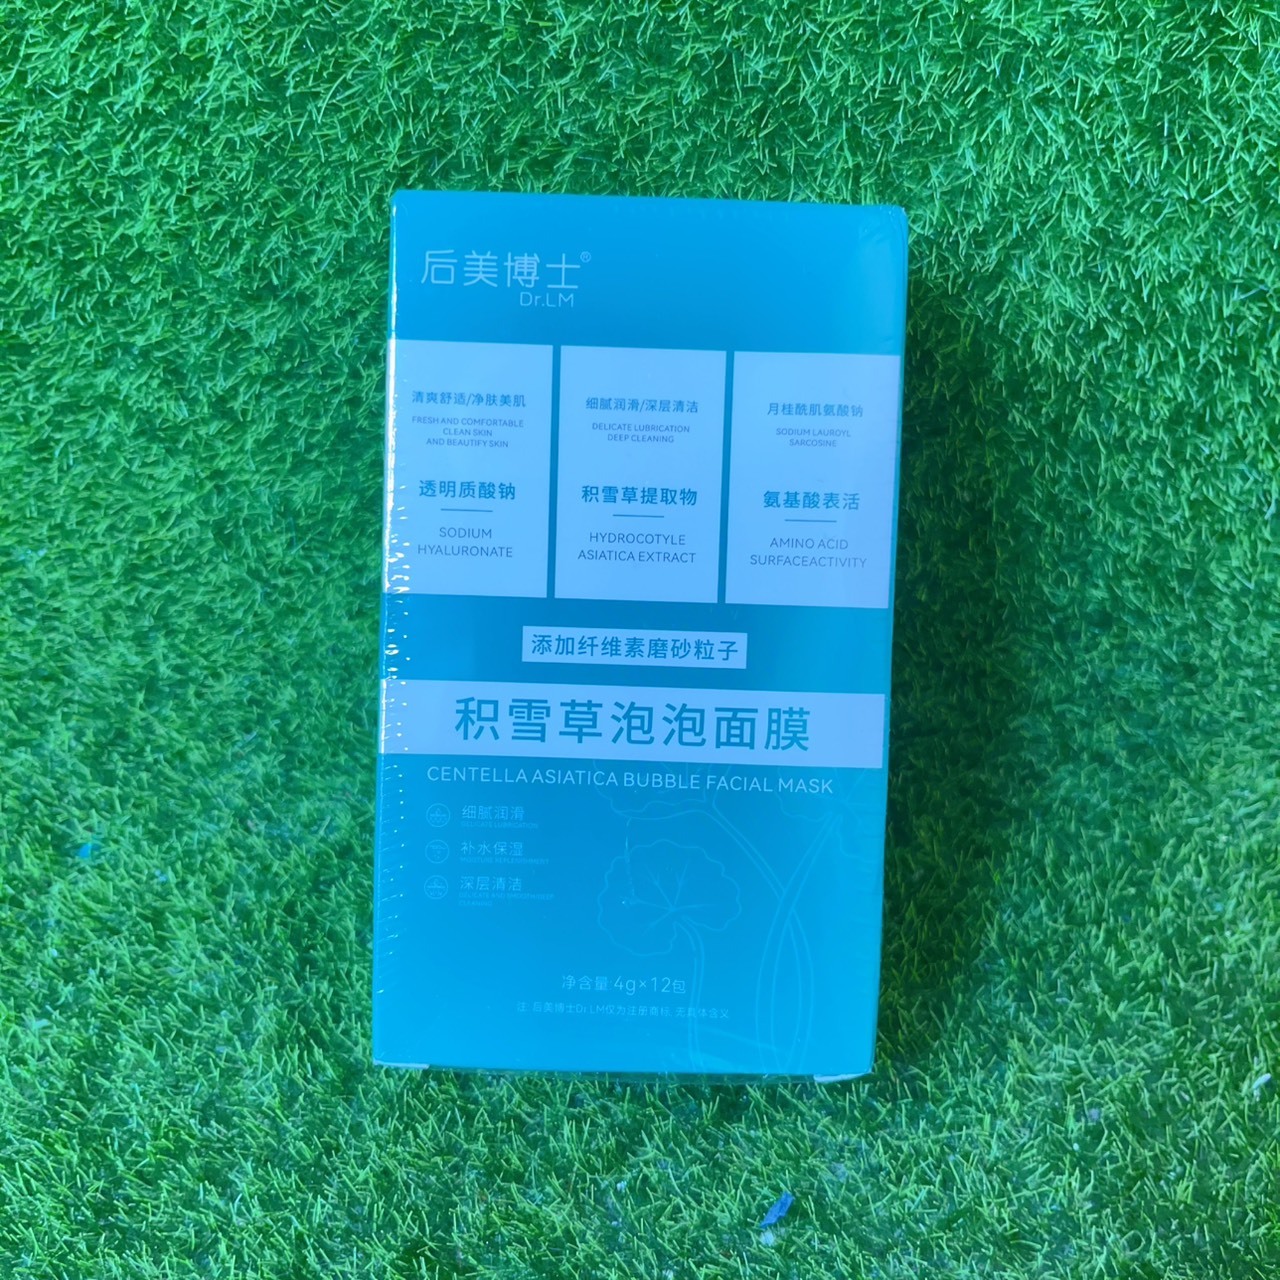 后美博士®
Dr.LM
清爽舒适/净肤美肌
FRESH AND COMFORTABLE
CLEAN SKIN
AND BEAUTIFY SKIN
透明质酸钠
SODIUM
HYALURONATE
细腻润滑/深层清洁
DELICATE LUBRICATION
DEEP CLEANING
积雪草提取物
HYDROCOTYLE
ASIATICA EXTRACT
月桂酰肌氨酸钠
SODIUM LAUROYL
SARCOSINE
氨基酸表活
AMINO ACID
SURFACEACTIVITY
添加纤维素磨砂粒子
积雪草泡泡面膜
CENTELLA ASIATICA BUBBLE FACIAL MASK
细腻润滑
DELICATE LUBRICATION
补水保湿
MOISTURE REPLENISHMENT
深层清洁
CLEANING
净含量 4g×12包
注: 后美博士Dr.LM仅为注册商标, 无具体含义